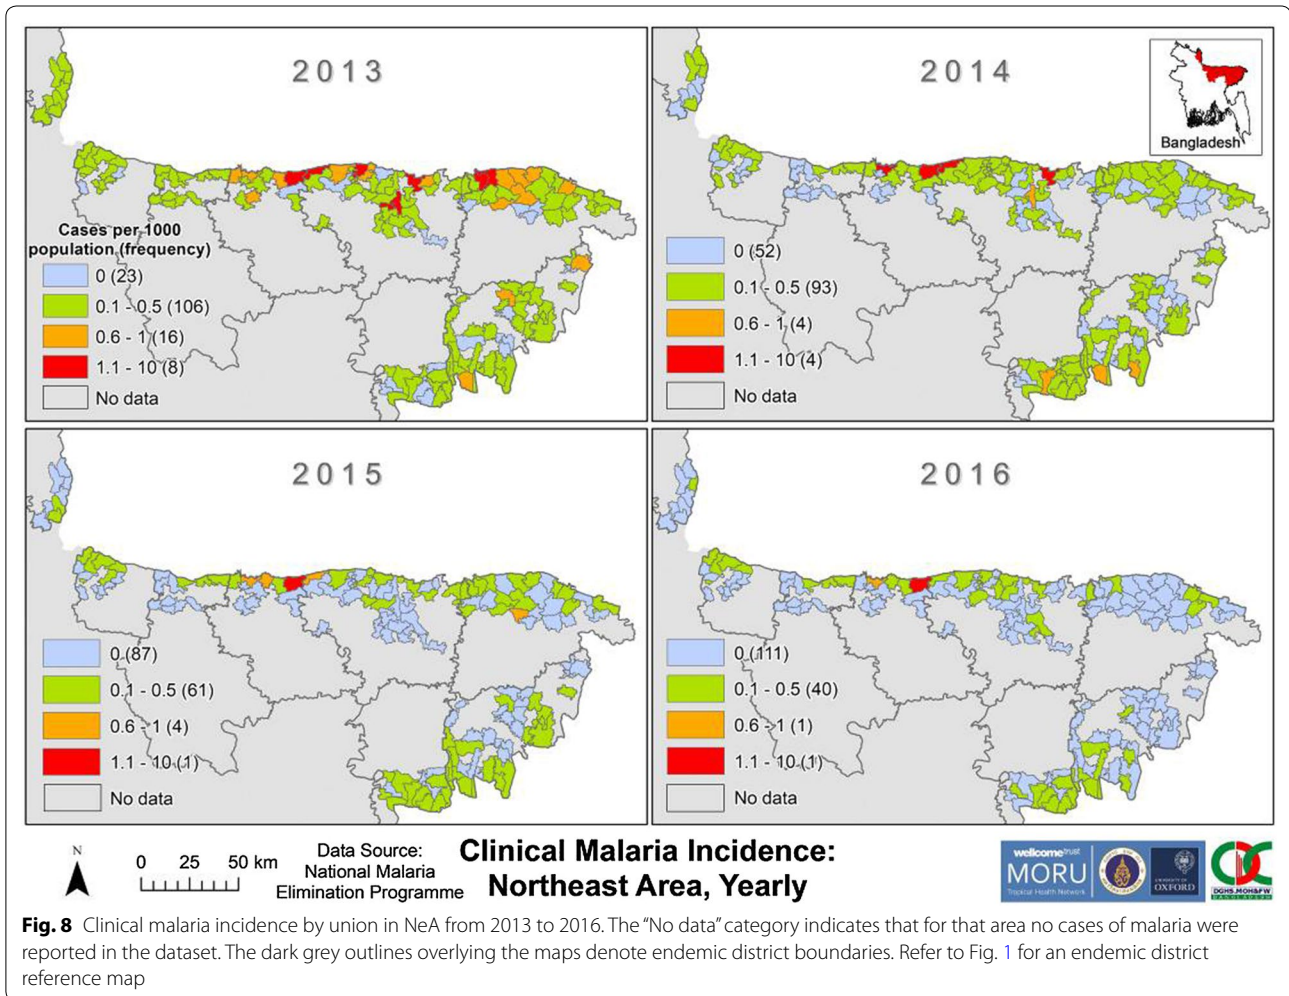 2013
Cases per 1000
population (frequency)
0 (23)
0.1 - 0.5 (106)
0.6 - 1 (16)
1.1 - 10 (8)
No data
2014
Bangladesh
0 (52)
0.1 - 0.5 (93)
0.6 - 1 (4)
1.1 - 10 (4)
No data
2015
0 (87)
0.1 - 0.5 (61)
0.6 - 1 (4)
1.1 - 10 (1)
No data
2016
0 (111)
0.1 - 0.5 (40)
0.6 - 1 (1)
1.1 - 10 (1)
No data
N
0 25 50 km
Data Source:
National Malaria
Elimination Programme
Clinical Malaria Incidence:
Northeast Area, Yearly
wellcome trust
MORU
Tropical Health Network
UNIVERSITY OF
OXFORD
CDC
DGHS.MOH&FW
BANGLADESH
Fig. 8 Clinical malaria incidence by union in NeA from 2013 to 2016. The “No data” category indicates that for that area no cases of malaria were
reported in the dataset. The dark grey outlines overlying the maps denote endemic district boundaries. Refer to Fig. 1 for an endemic district
reference map